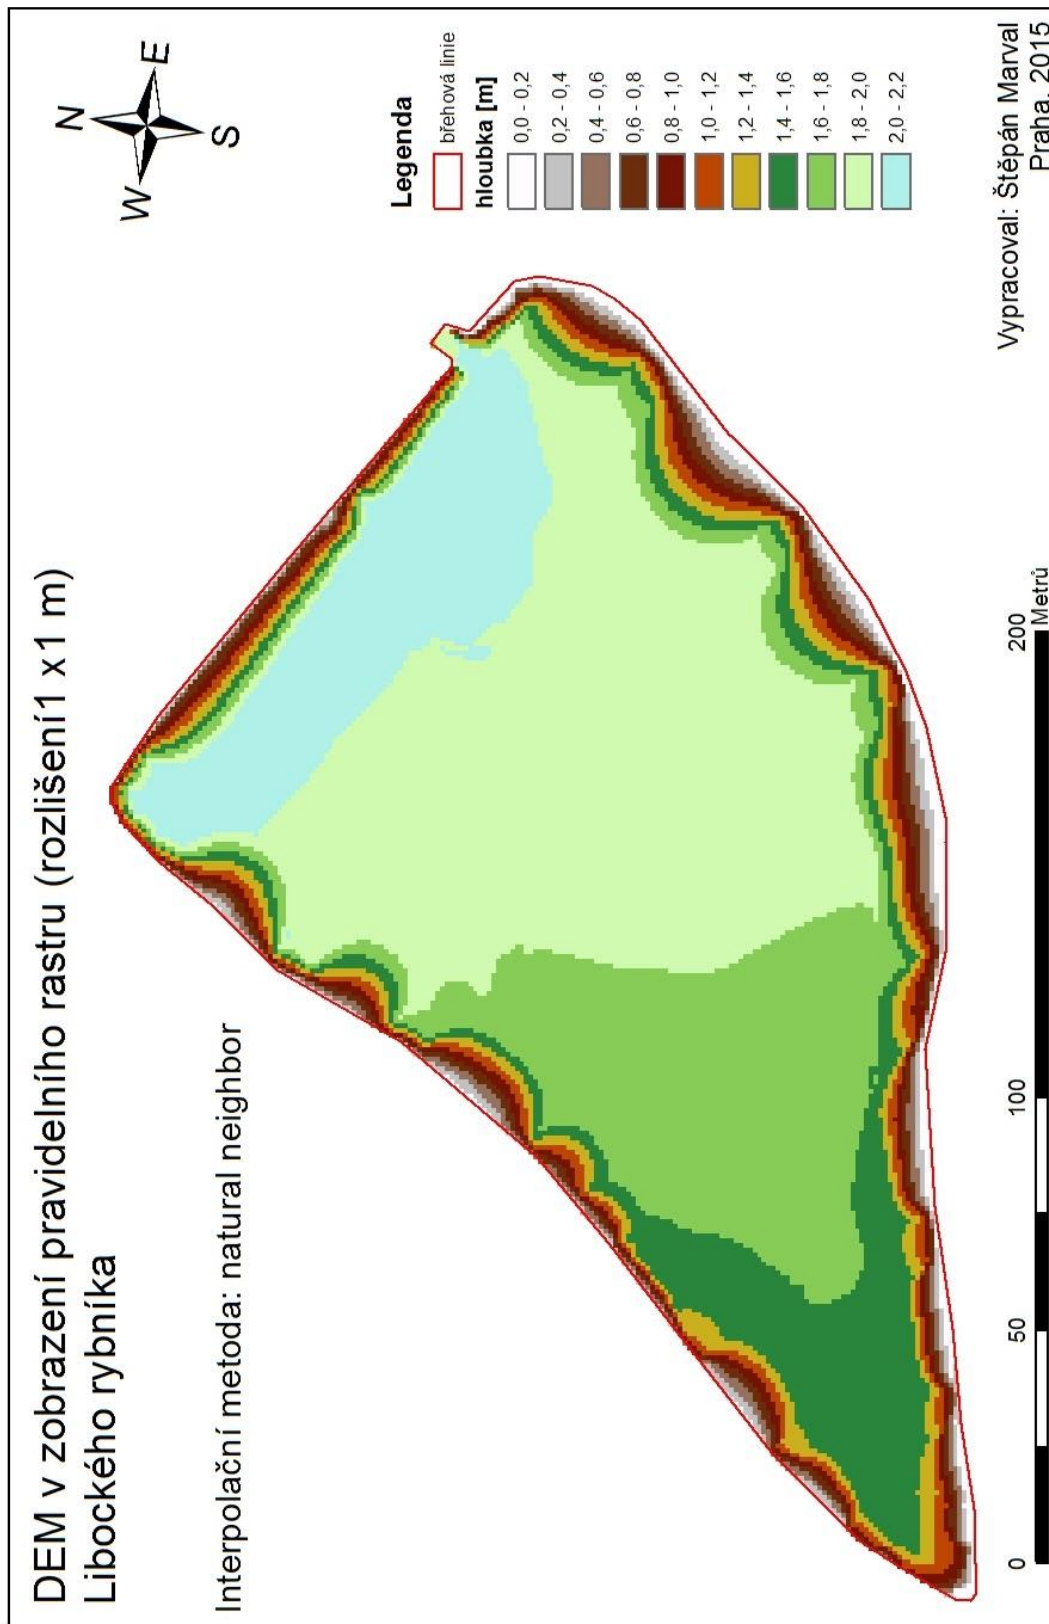 DEM v zobrazení pravidelního rastru (rozlišení 1 x 1 m)
Libockého rybníka
Interpolační metoda: natural neighbor
N
E
S
W
Legenda
břehová linie
hloubka [m]
0,0 - 0,2
0,2 - 0,4
0,4 - 0,6
0,6 - 0,8
0,8 - 1,0
1,0 - 1,2
1,2 - 1,4
1,4 - 1,6
1,6 - 1,8
1,8 - 2,0
2,0 - 2,2
0
50
100
200
Metrů
Vypracoval: Štěpán Marval
Praha, 2015